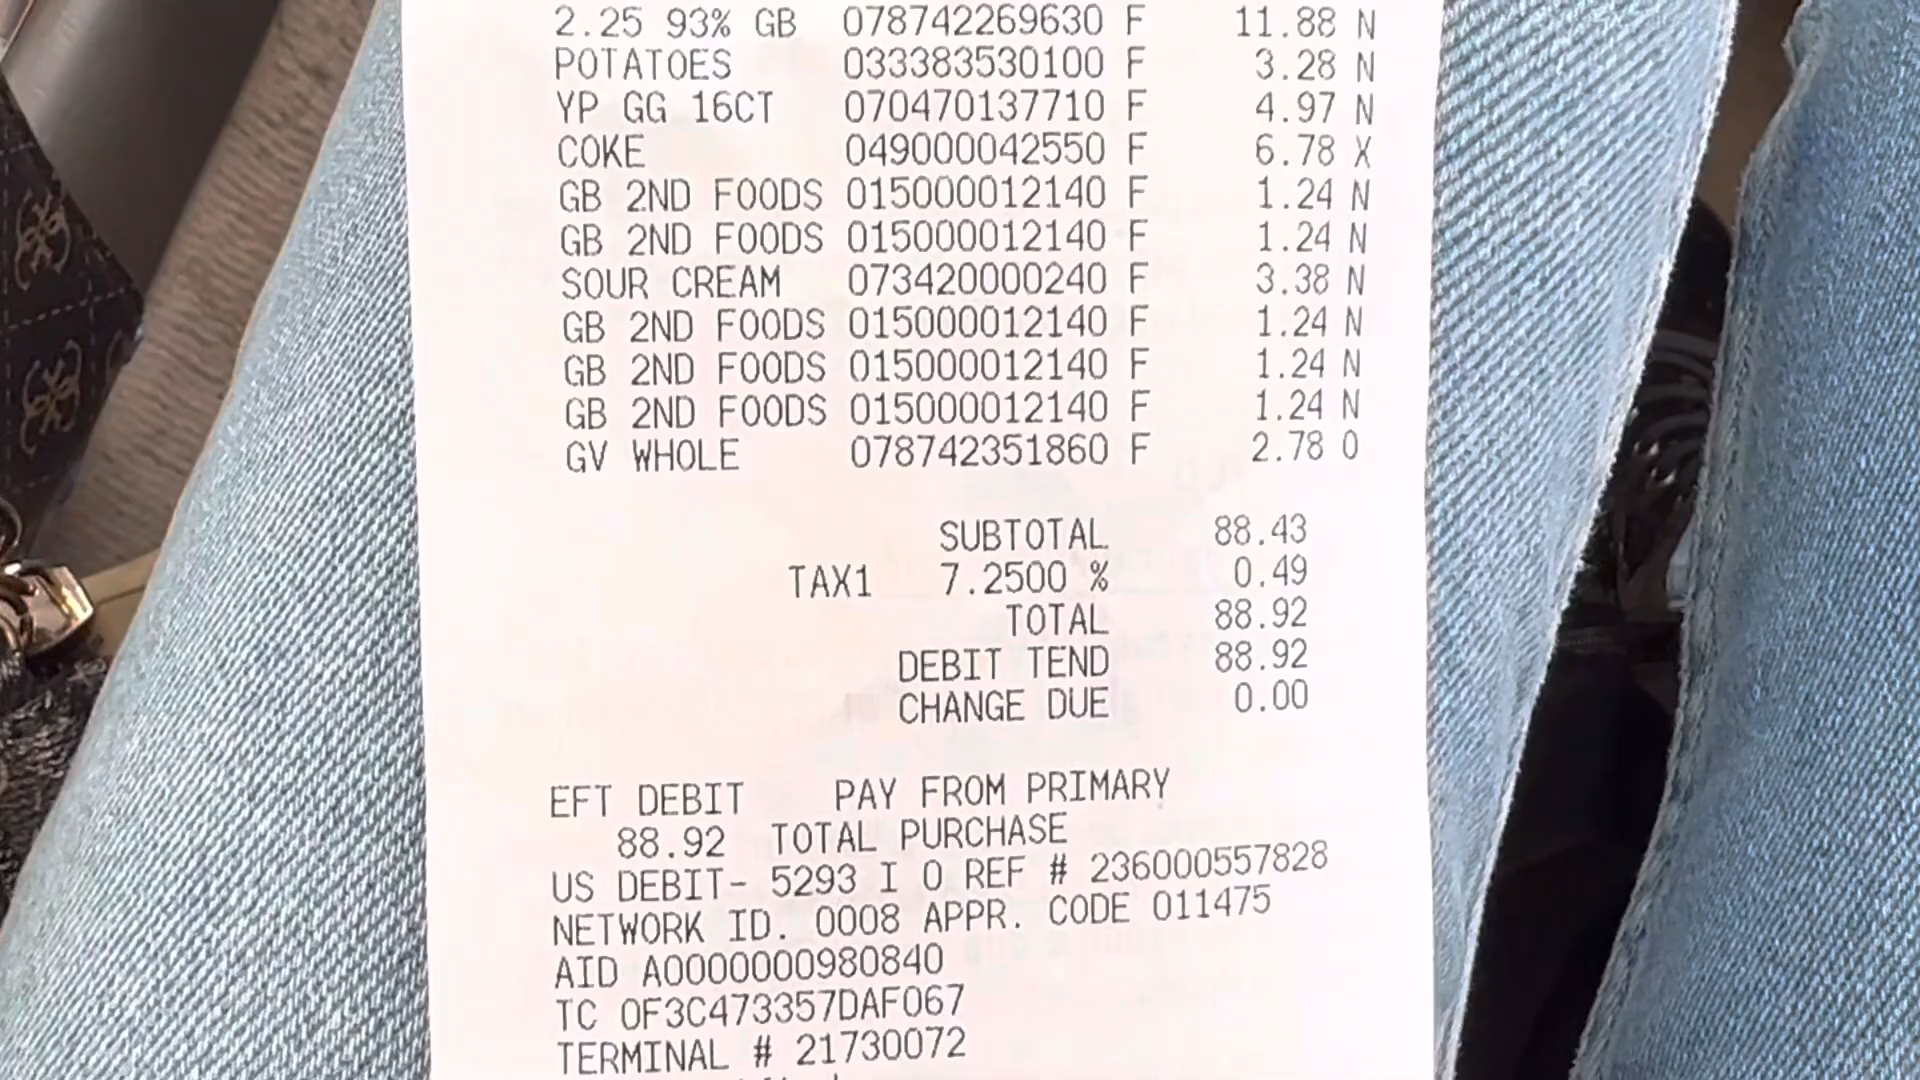 2.25 93% GB 078742269630 F 11.88 N
POTATOES 033383530100 F 3.28 N
YP GG 16CT 070470137710 F 4.97 N
COKE 049000042550 F 6.78 X
GB 2ND FOODS 015000012140 F 1.24 N
GB 2ND FOODS 015000012140 F 1.24 N
SOUR CREAM 073420000240 F 3.38 N
GB 2ND FOODS 015000012140 F 1.24 N
GB 2ND FOODS 015000012140 F 1.24 N
GB 2ND FOODS 015000012140 F 1.24 N
GV WHOLE 078742351860 F 2.78 O
SUBTOTAL 88.43
TAX1 7.2500 % 0.49
TOTAL 88.92
DEBIT TEND 88.92
CHANGE DUE 0.00
EFT DEBIT PAY FROM PRIMARY
88.92 TOTAL PURCHASE
US DEBIT- 5293 I 0 REF # 236000557828
NETWORK ID. 0008 APPR. CODE 011475
AID A0000000980840
TC 0F3C473357DAF067
TERMINAL # 21730072